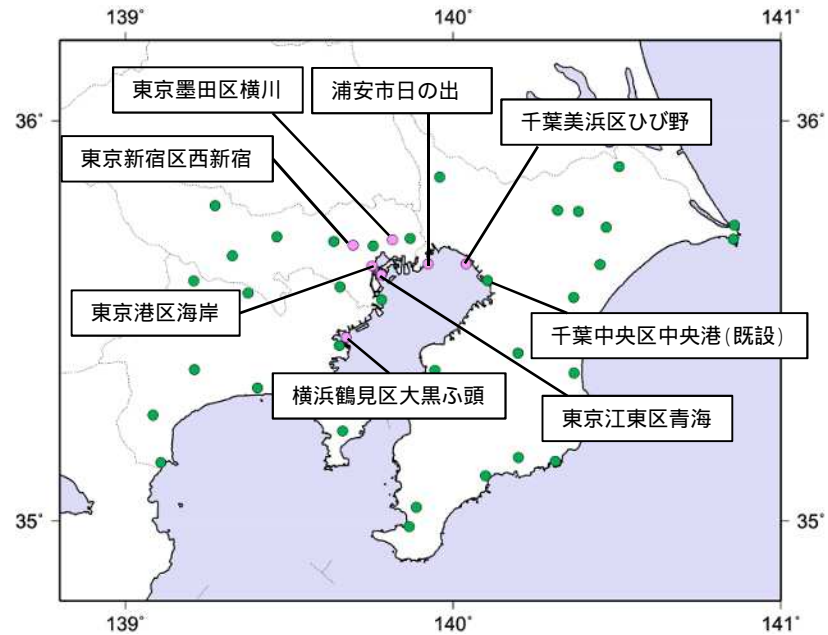 139°
140°
141°
東京墨田区横川
浦安市日の出
千葉美浜区ひび野
36°
36°
東京新宿区西新宿
東京港区海岸
千葉中央区中央港(既設)
横浜鶴見区大黒ふ頭
東京江東区青海
35°
35°
139°
140°
141°